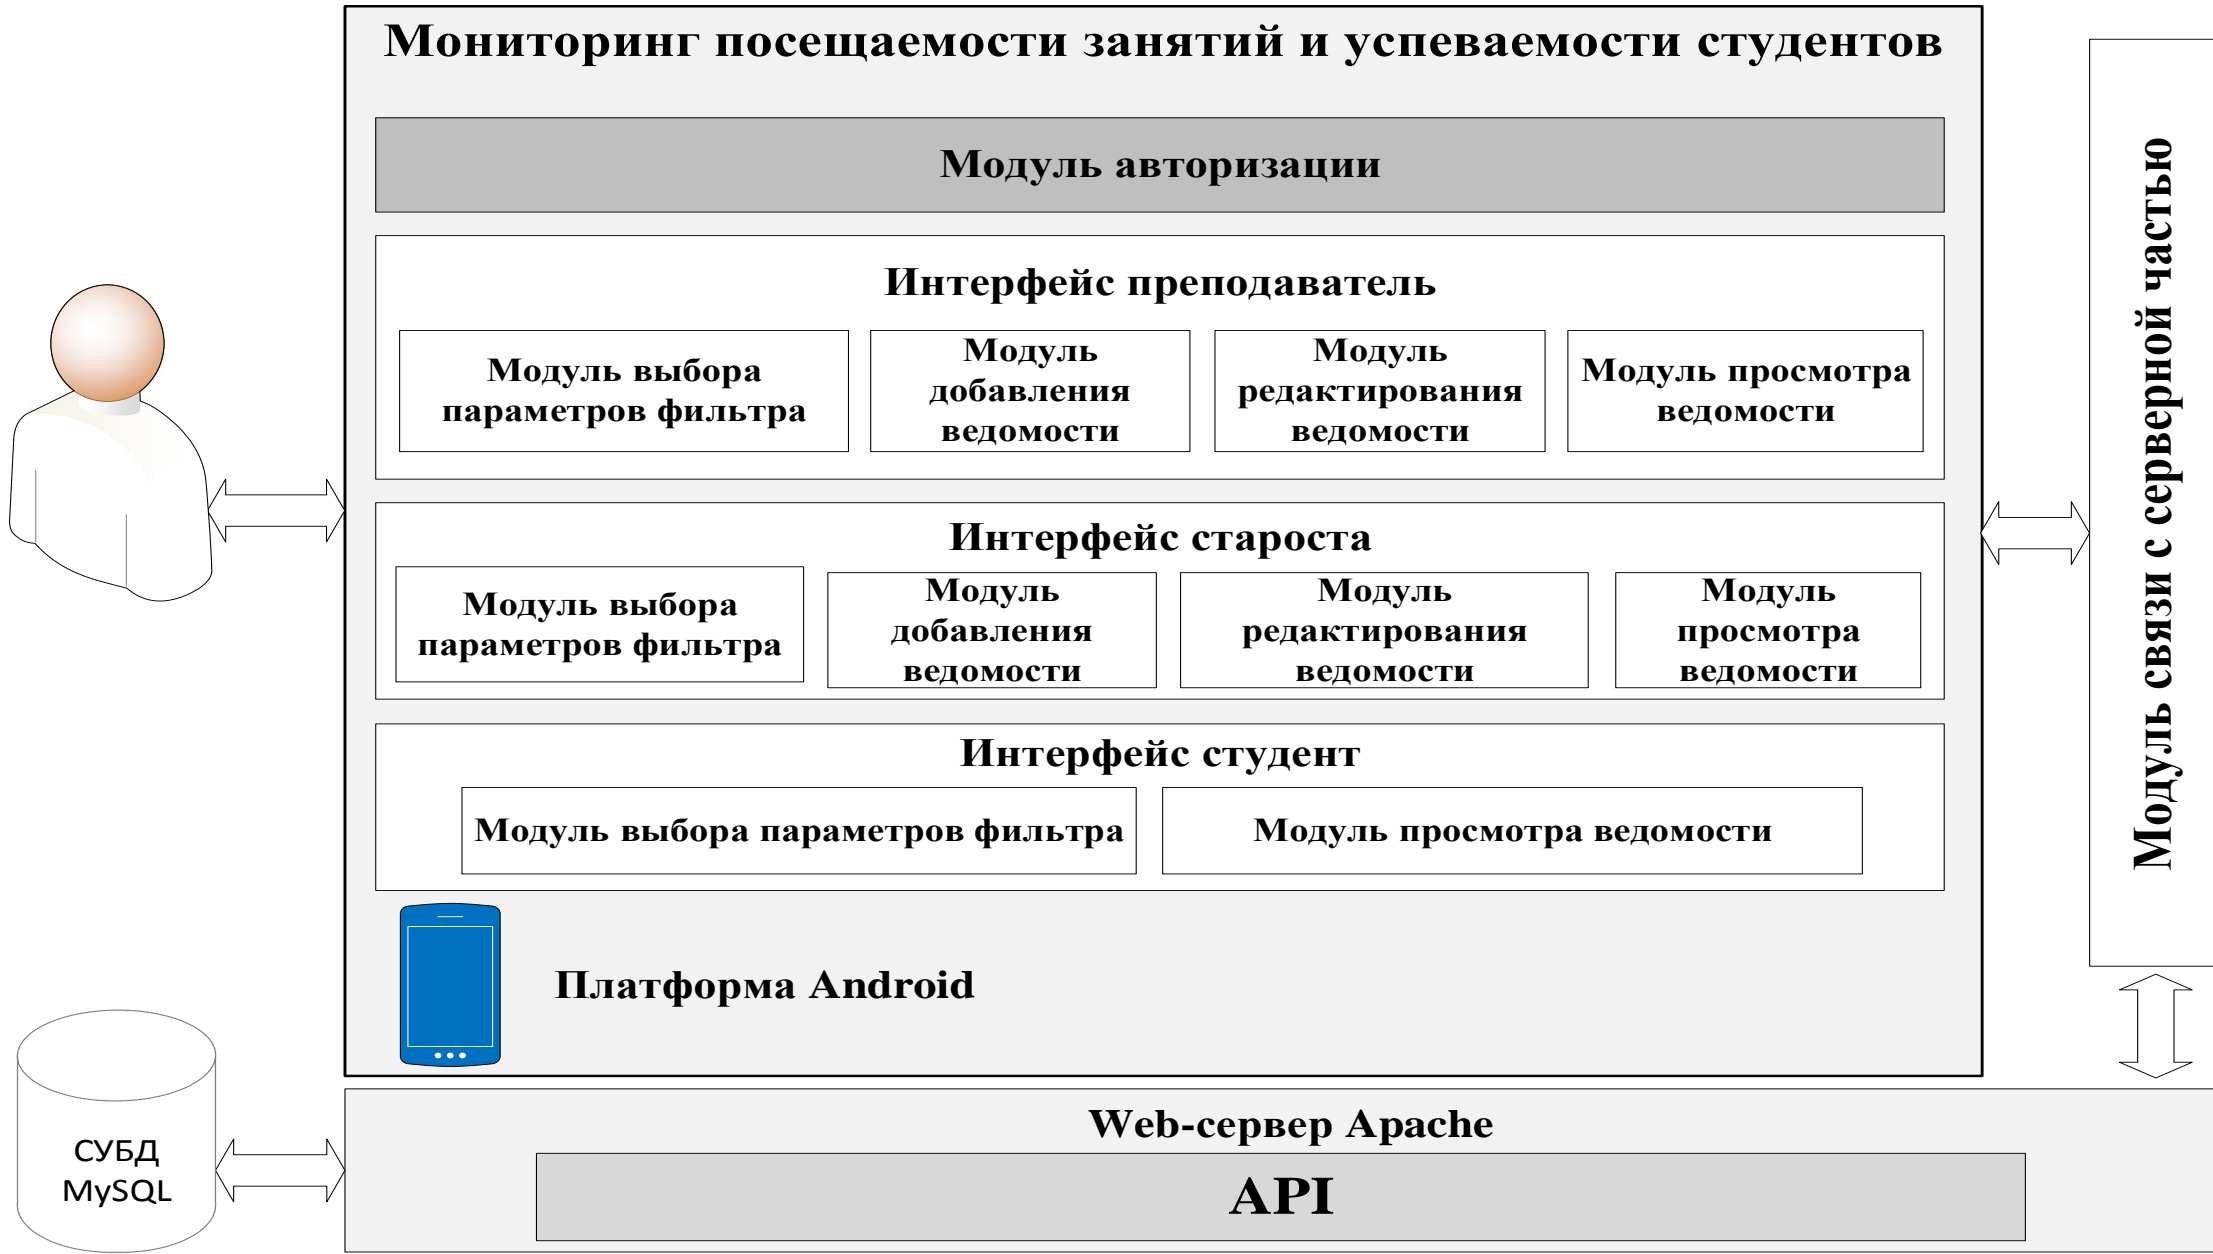 Мониторинг посещаемости занятий и успеваемости студентов
Модуль авторизации
Интерфейс преподаватель
Модуль выбора
параметров фильтра
Модуль
добавления
ведомости
Модуль
редактирования
ведомости
Модуль просмотра
ведомости
Интерфейс староста
Модуль выбора
параметров фильтра
Модуль
добавления
ведомости
Модуль
редактирования
ведомости
Модуль
просмотра
ведомости
Интерфейс студент
Модуль выбора параметров фильтра
Модуль просмотра ведомости
Платформа Android
Модуль связи с серверной частью
СУБД
MySQL
Web-сервер Apache
API